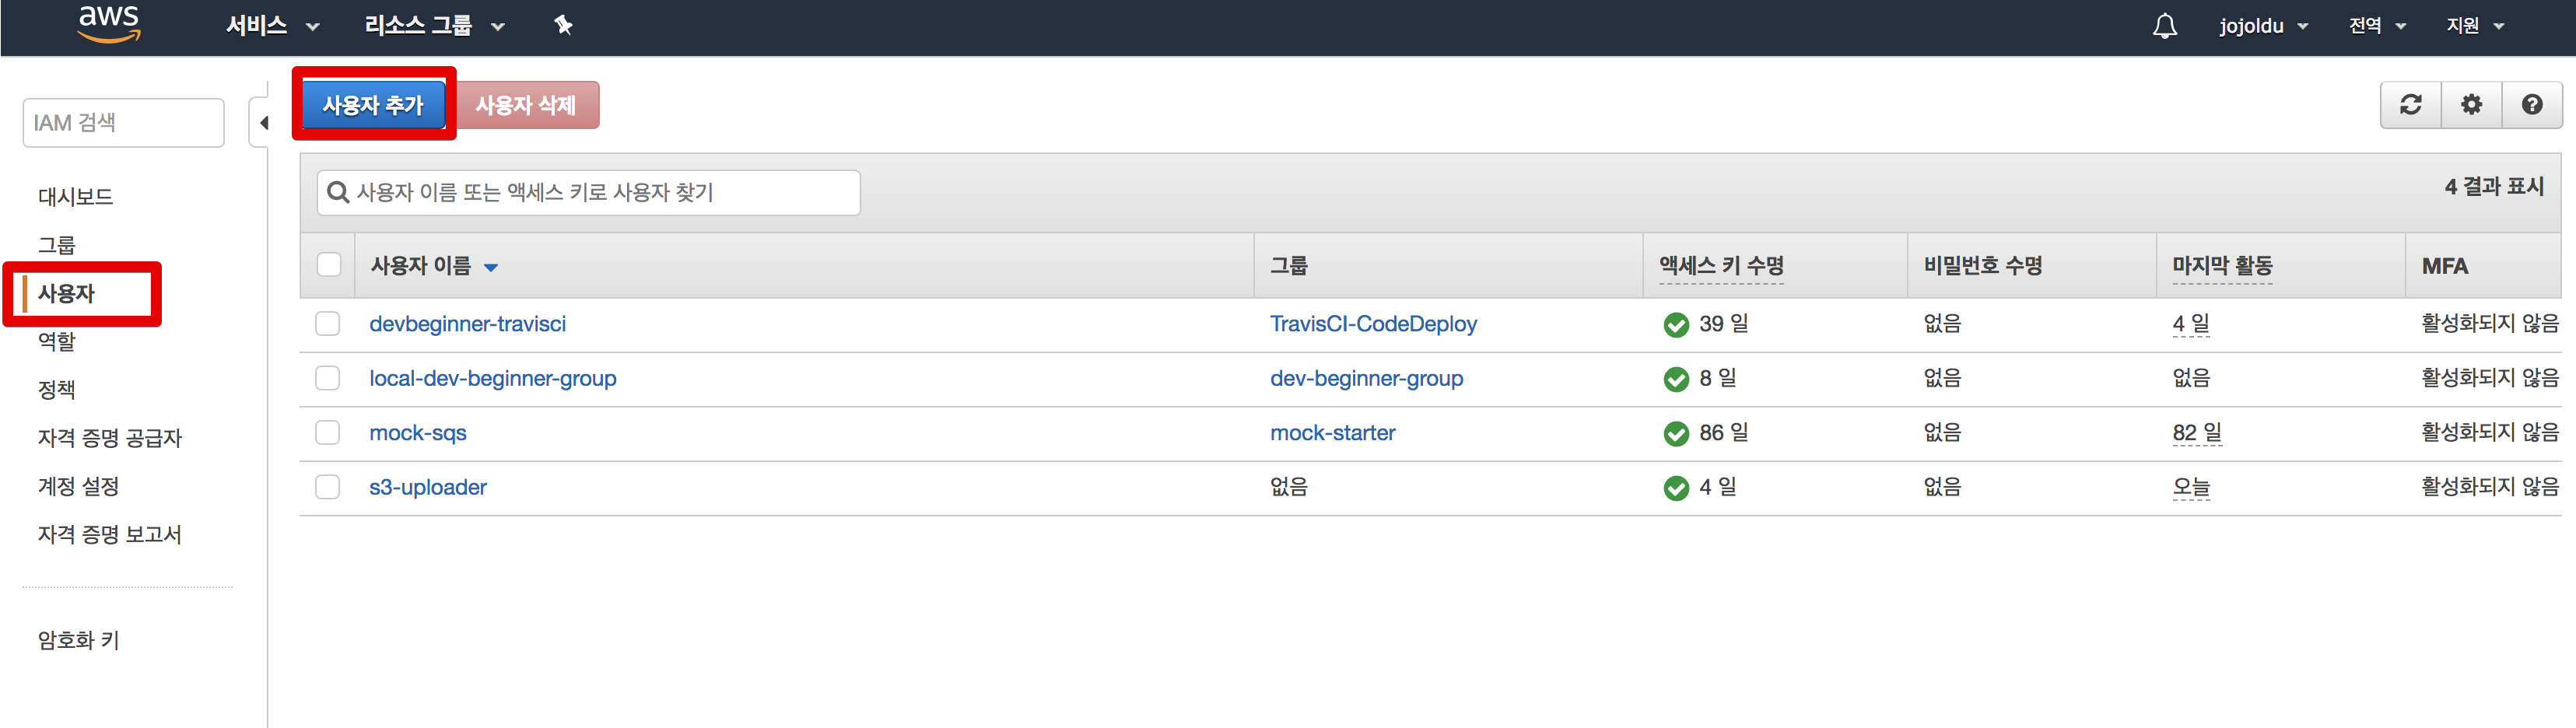 aws 서비스 리소스 그룹 jojoldu 전역 지원
IAM 검색
대시보드
그룹
사용자
역할
정책
자격 증명 공급자
계정 설정
자격 증명 보고서
암호화 키
사용자 추가 사용자 삭제
사용자 이름 또는 액세스 키로 사용자 찾기 4 결과 표시
사용자 이름 그룹 액세스 키 수명 비밀번호 수명 마지막 활동 MFA
devbeginner-travisci TravisCI-CodeDeploy 39 일 없음 4 일 활성화되지 않음
local-dev-beginner-group dev-beginner-group 8 일 없음 없음 활성화되지 않음
mock-sqs mock-starter 86 일 없음 82 일 활성화되지 않음
s3-uploader 없음 4 일 없음 오늘 활성화되지 않음